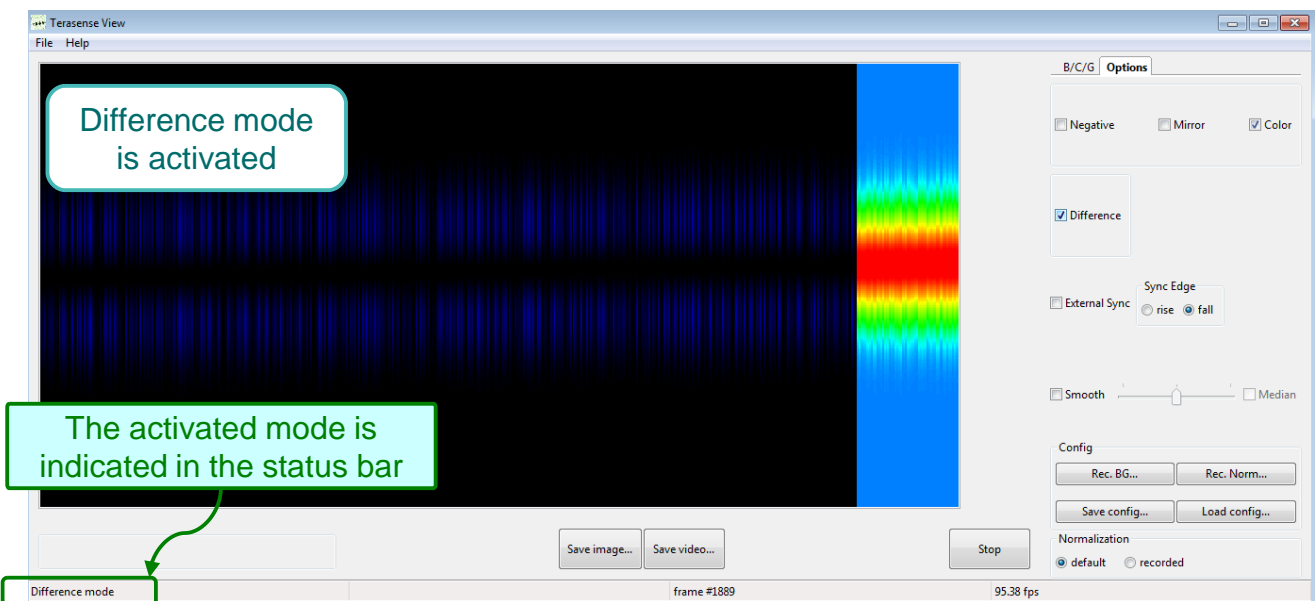 Terasense View
File Help
B/C/G Options
Difference mode
is activated
Negative Mirror Color
Difference
Sync Edge
External Sync rise fall
Smooth Median
The activated mode is
indicated in the status bar
Config
Rec. BG... Rec. Norm...
Save config... Load config...
Save image... Save video... Stop
Normalization
default recorded
Difference mode frame #1889 95.38 fps